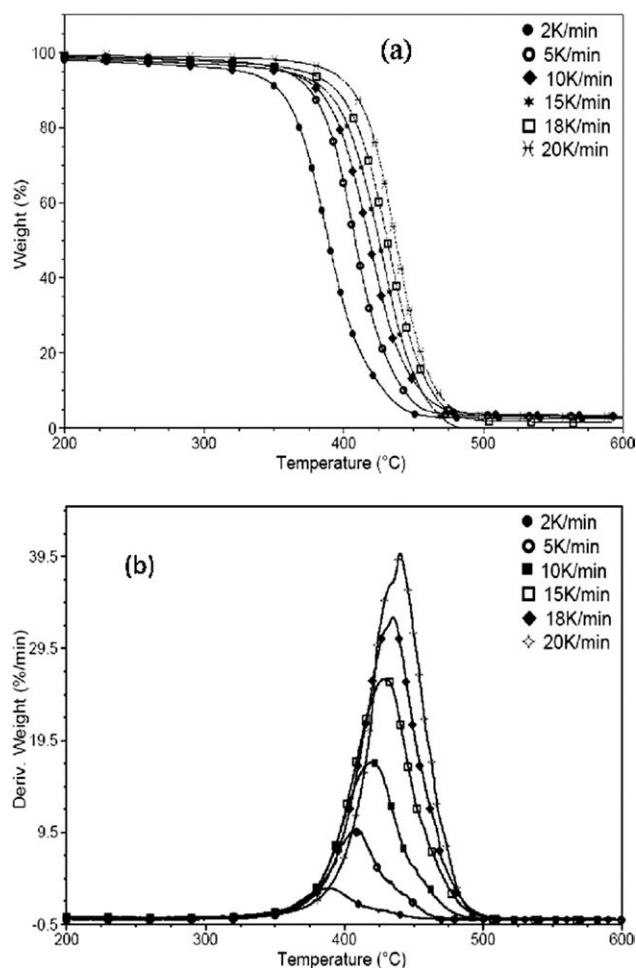 (a)
2K/min
5K/min
10K/min
15K/min
18K/min
20K/min
Weight (%)
100
80
60
40
20
0
200
300
400
500
600
Temperature (°C)
(b)
2K/min
5K/min
10K/min
15K/min
18K/min
20K/min
Deriv. Weight (%/min)
39.5
29.5
19.5
9.5
-0.5
200
300
400
500
600
Temperature (°C)